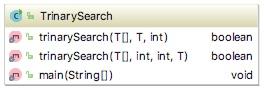 TrinarySearch
trinarySearch(T[], T, int) boolean
trinarySearch(T[], int, int, T) boolean
main(String[]) void